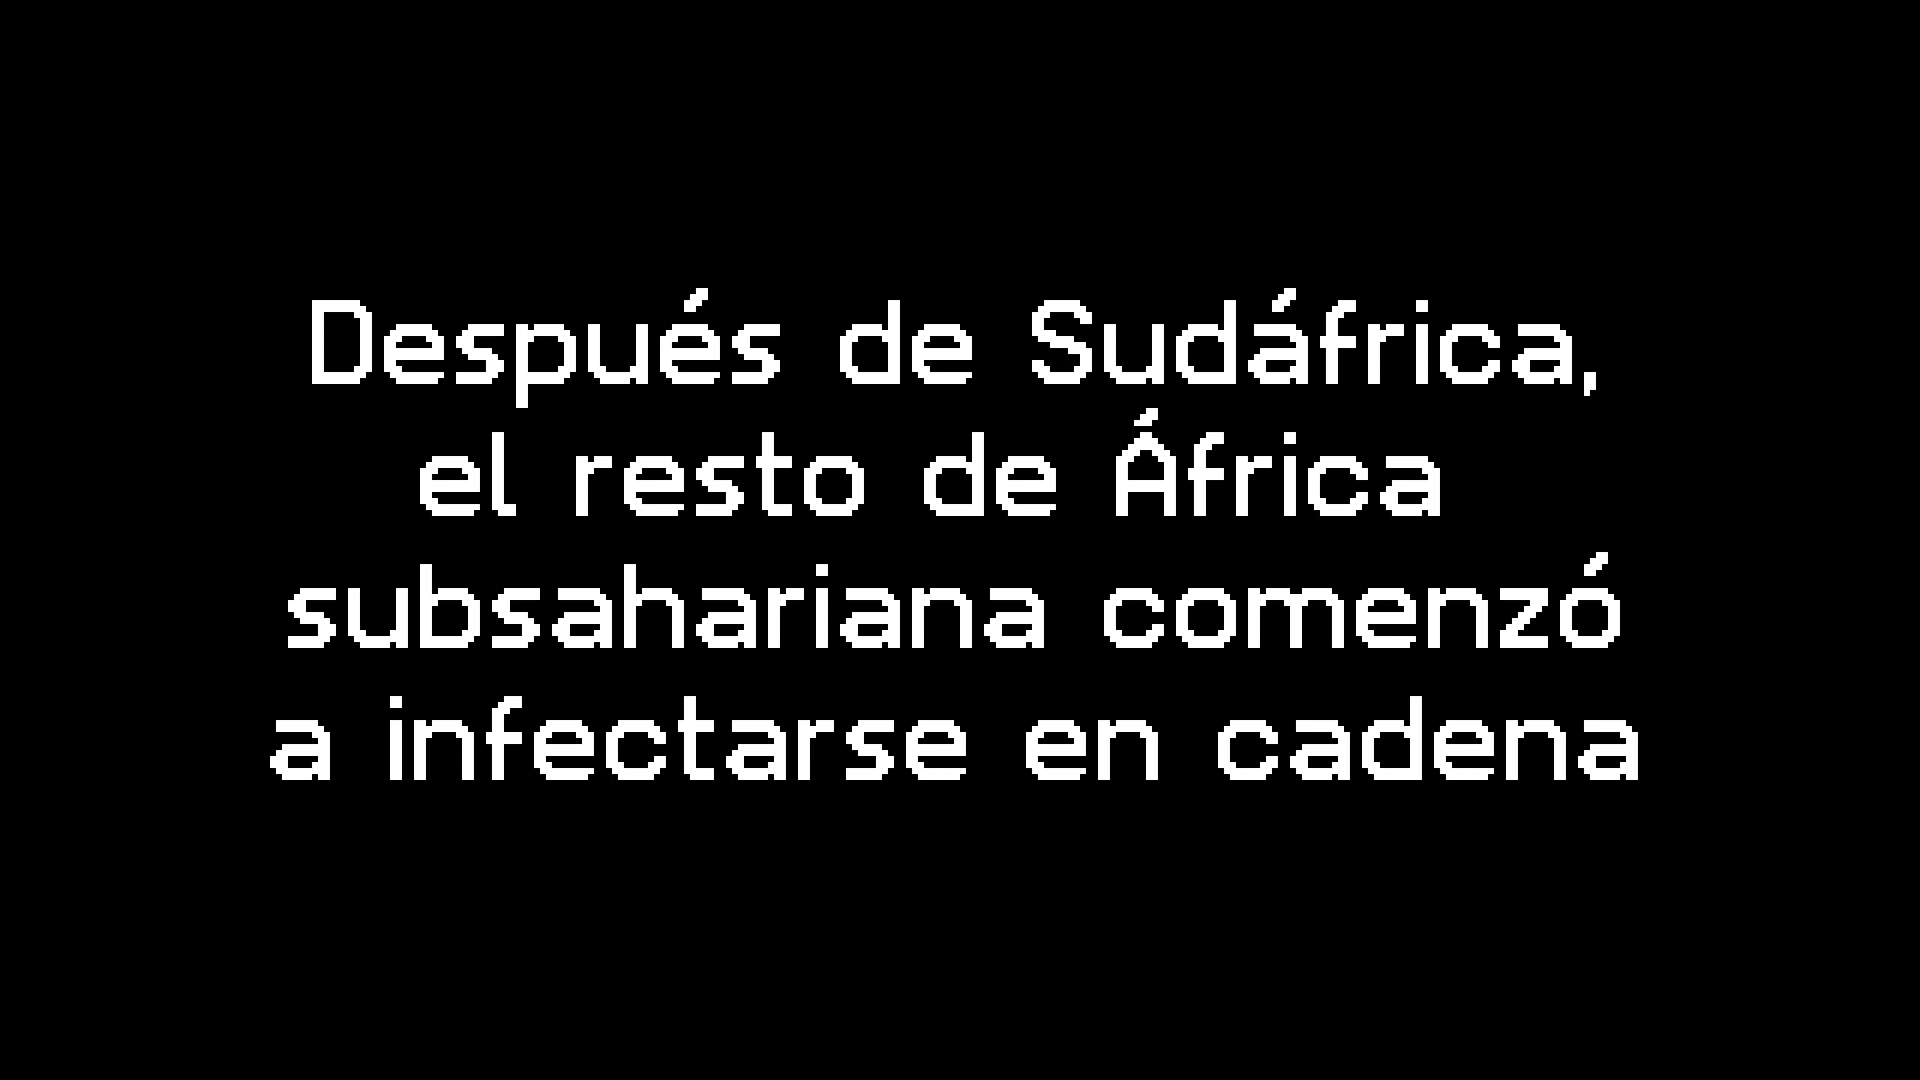 Después de Sudáfrica,
el resto de África
subsahariana comenzó
a infectarse en cadena